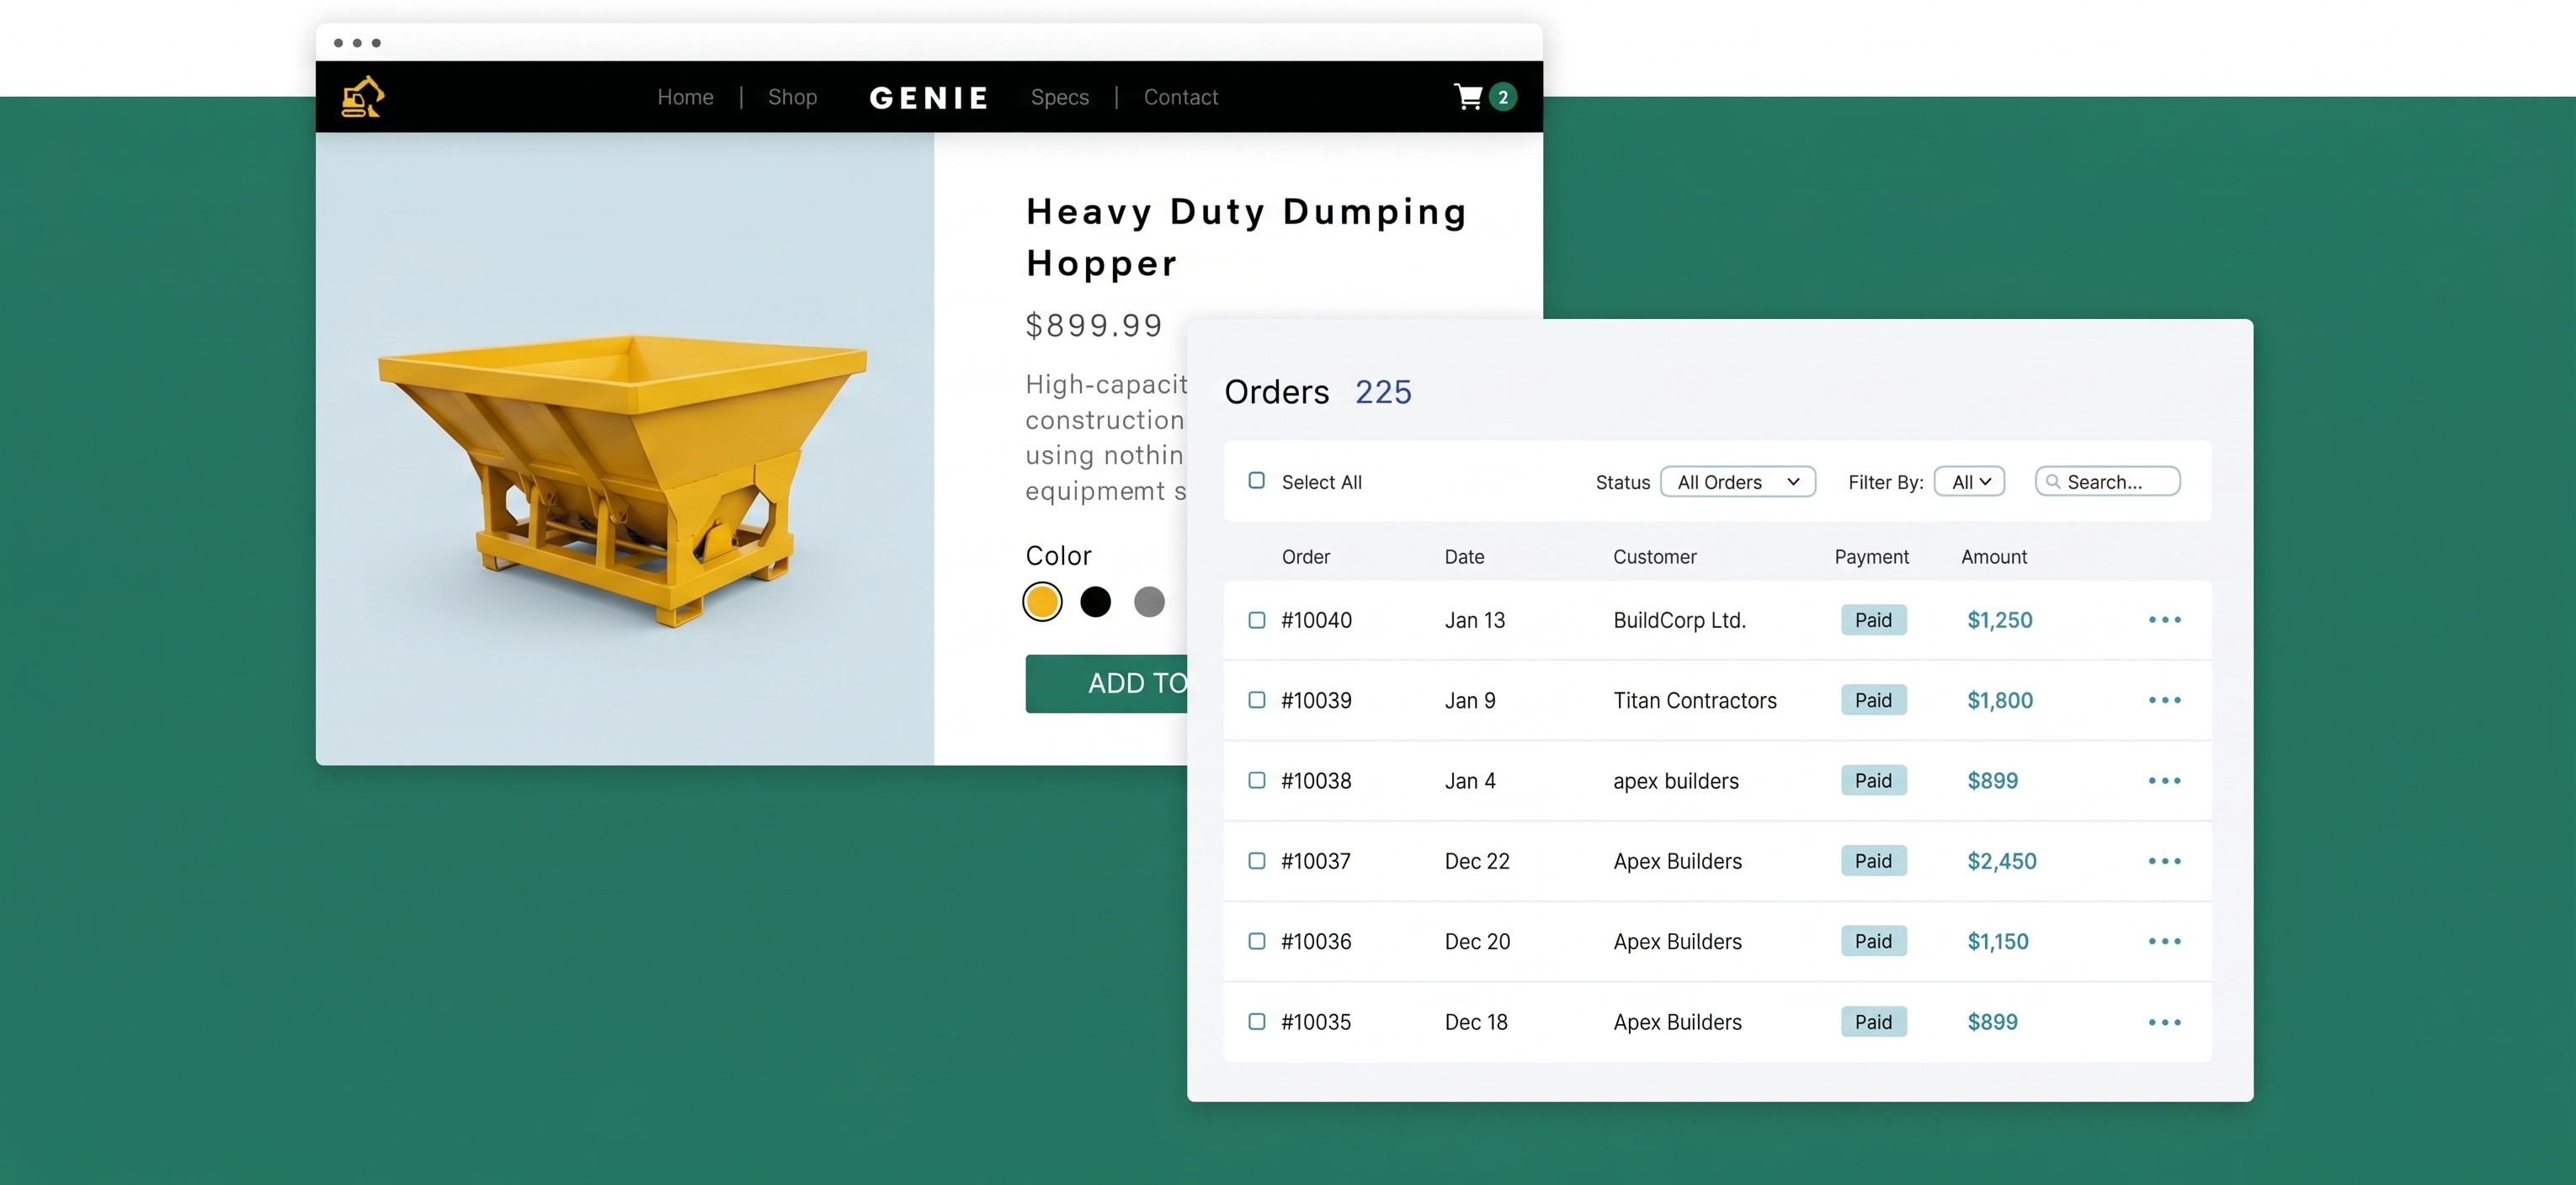 Home | Shop GENIE Specs | Contact 2
Heavy Duty Dumping
Hopper
$899.99
High-capacit
construction
using nothin
equipmemt s
Color
ADD TO
Orders 225
Select All Status All Orders Filter By: All Search...
Order Date Customer Payment Amount
#10040 Jan 13 BuildCorp Ltd. Paid $1,250
#10039 Jan 9 Titan Contractors Paid $1,800
#10038 Jan 4 apex builders Paid $899
#10037 Dec 22 Apex Builders Paid $2,450
#10036 Dec 20 Apex Builders Paid $1,150
#10035 Dec 18 Apex Builders Paid $899